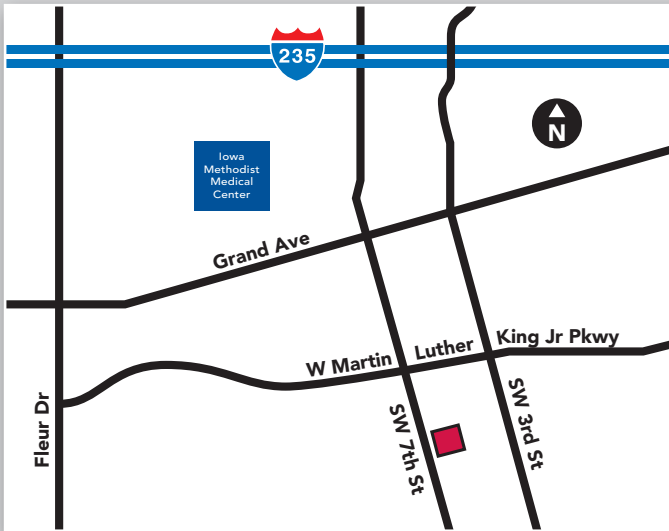 235
N
Iowa
Methodist
Medical
Center
Grand Ave
W Martin Luther King Jr Pkwy
Fleur Dr
SW 7th St
SW 3rd St